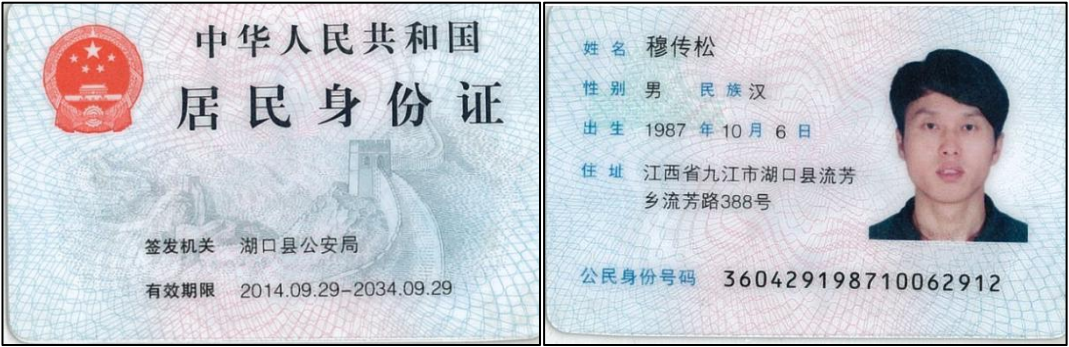 中华人民共和国
居民身份证
签发机关 湖口县公安局
有效期限 2014.09.29-2034.09.29
姓名 穆传松
性别 男 民族 汉
出生 1987 年 10 月 6 日
住址 江西省九江市湖口县流芳
乡流芳路388号
公民身份号码 360429198710062912